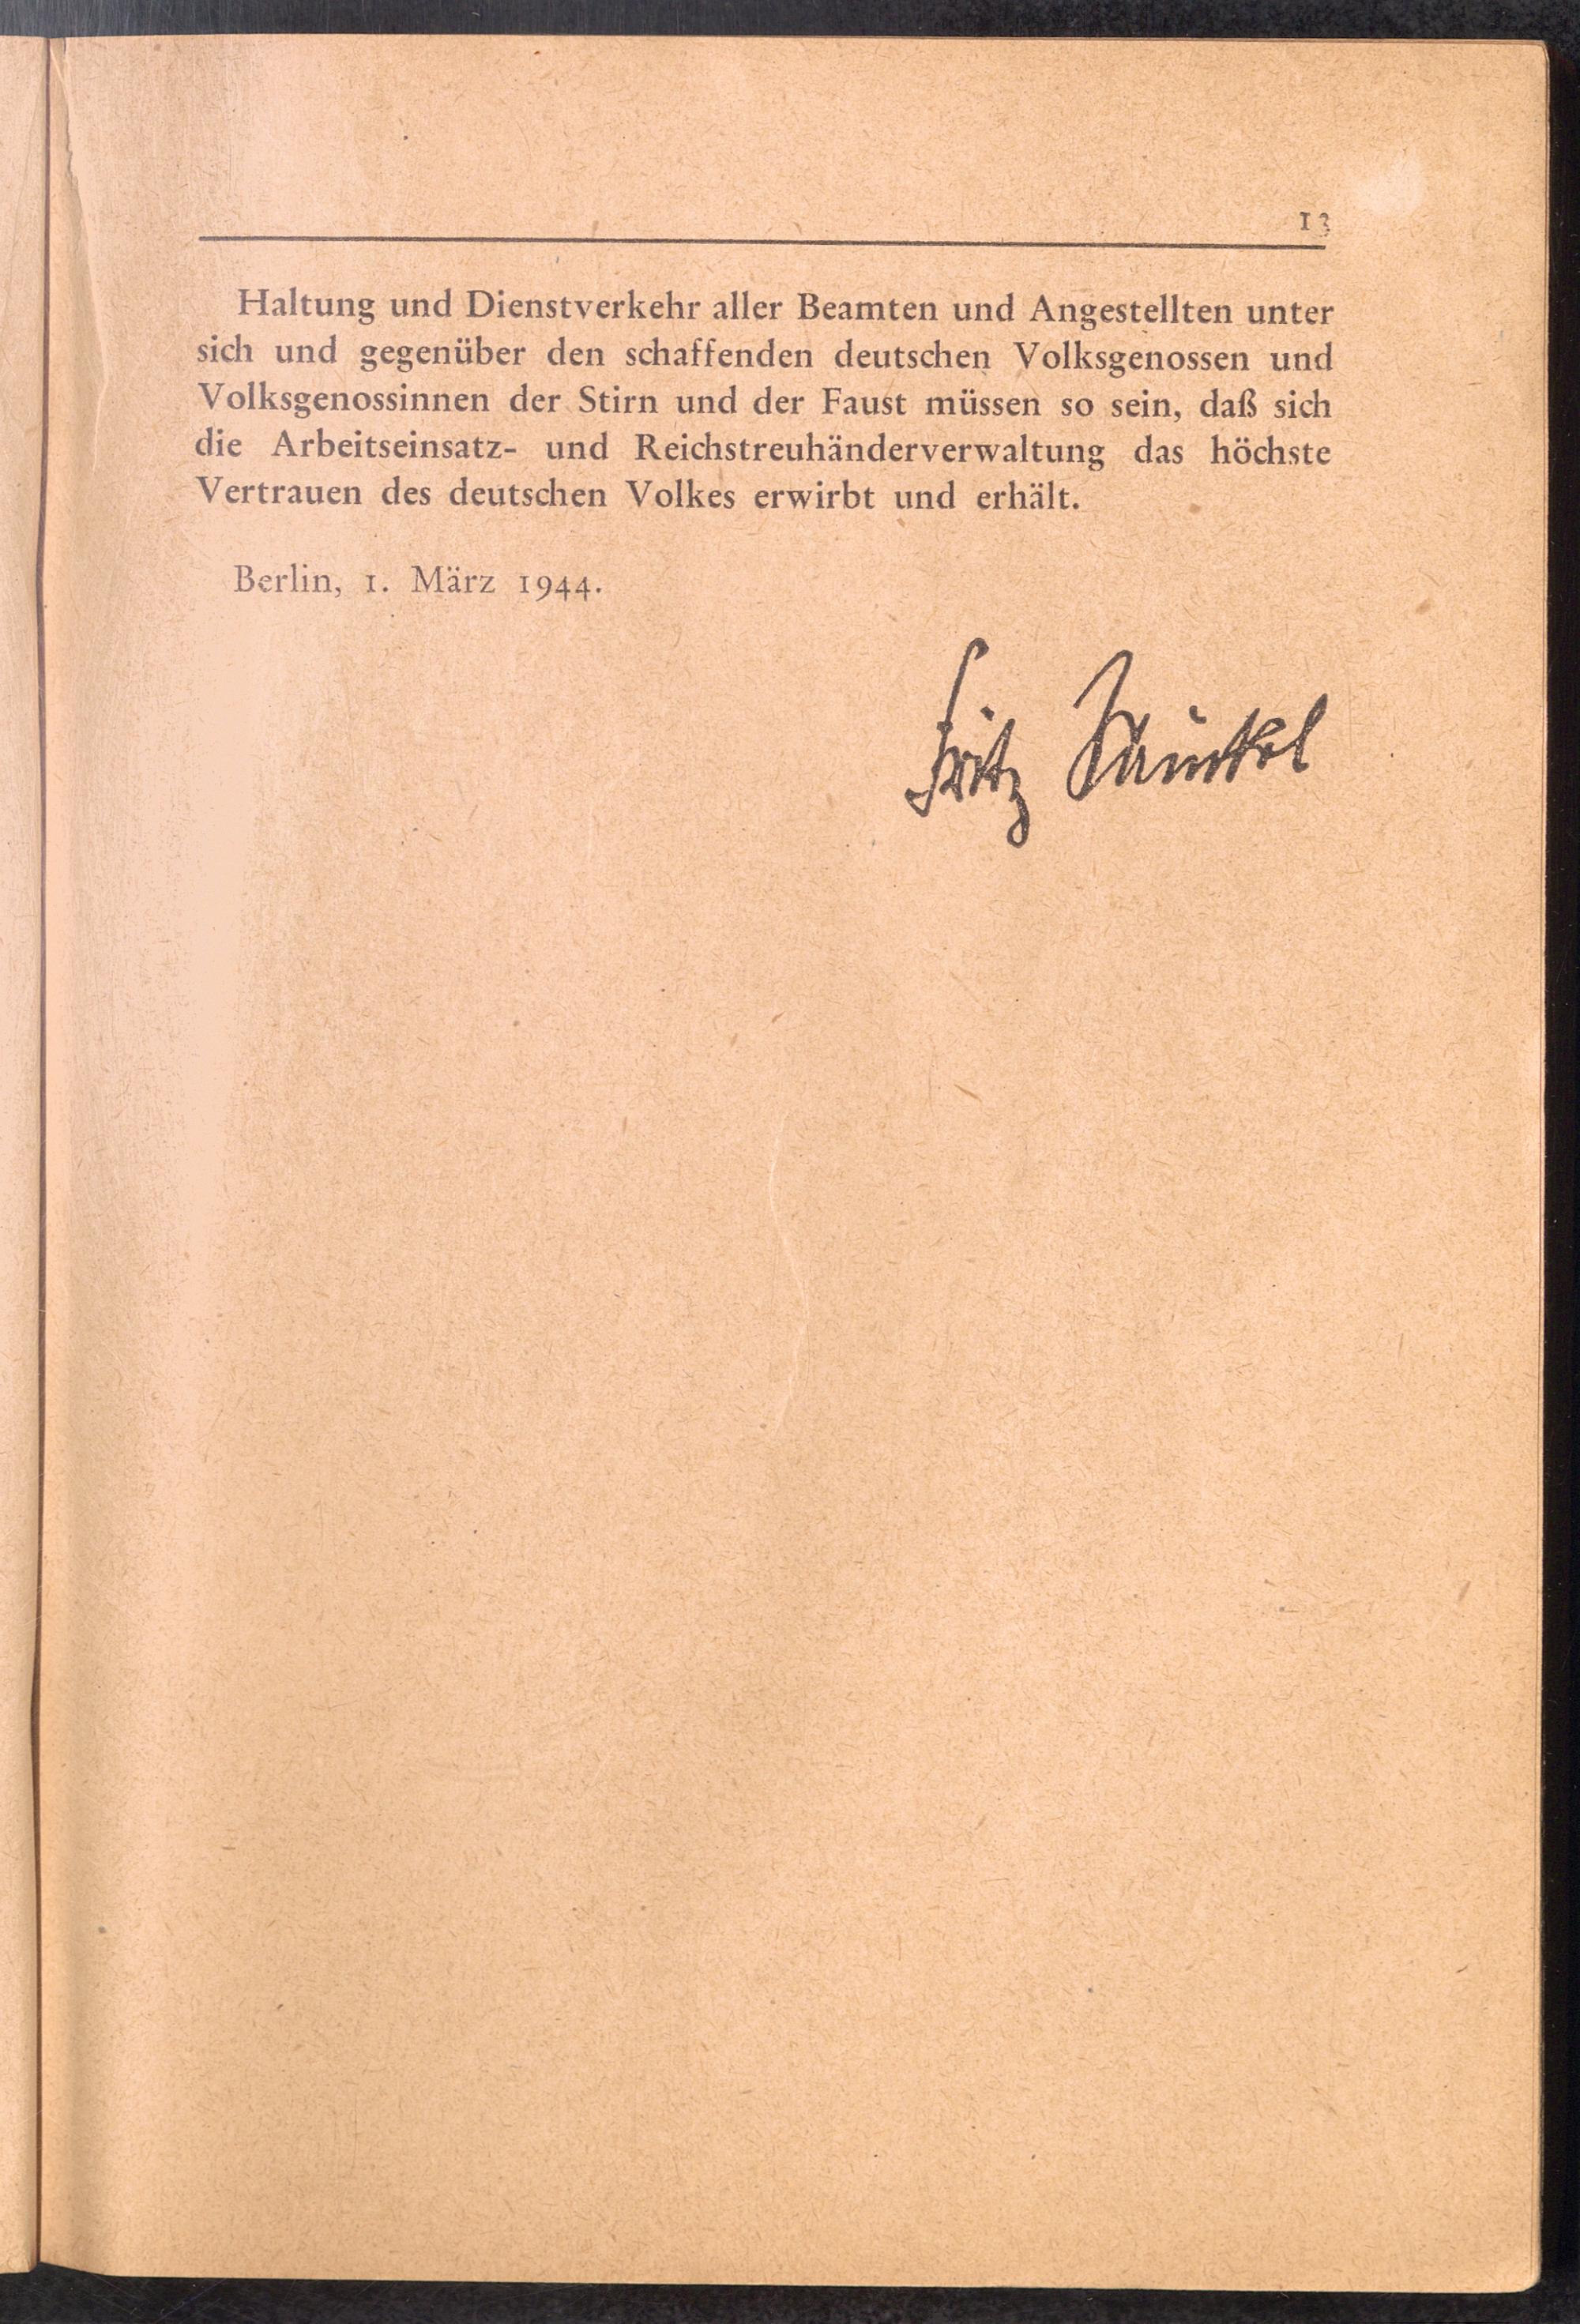 13
Haltung und Dienstverkehr aller Beamten und Angestellten unter
sich und gegenüber den schaffenden deutschen Volksgenossen und
Volksgenossinnen der Stirn und der Faust müssen so sein, daß sich
die Arbeitseinsatz- und Reichstreuhänderverwaltung das höchste
Vertrauen des deutschen Volkes erwirbt und erhält.
Berlin, 1. März 1944.
Fritz Sauckel